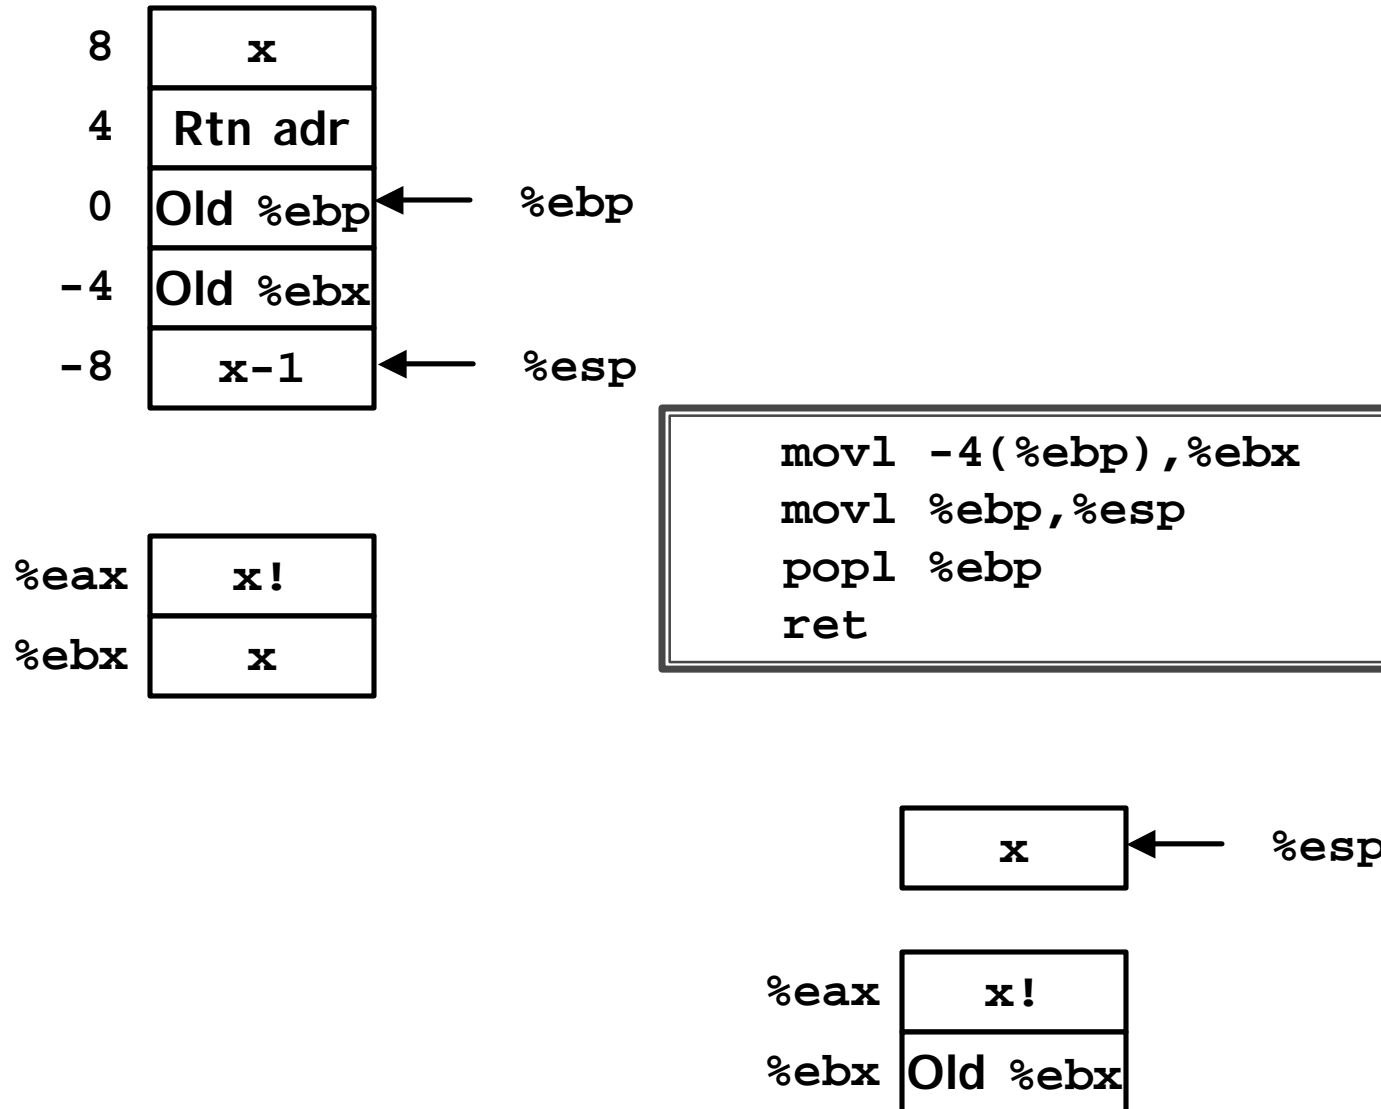 8 x
4 Rtn adr
0 Old %ebp %ebp
-4 Old %ebx
-8 x-1 %esp
movl -4(%ebp),%ebx
movl %ebp,%esp
popl %ebp
ret
%eax x!
%ebx x
x %esp
%eax x!
%ebx Old %ebx